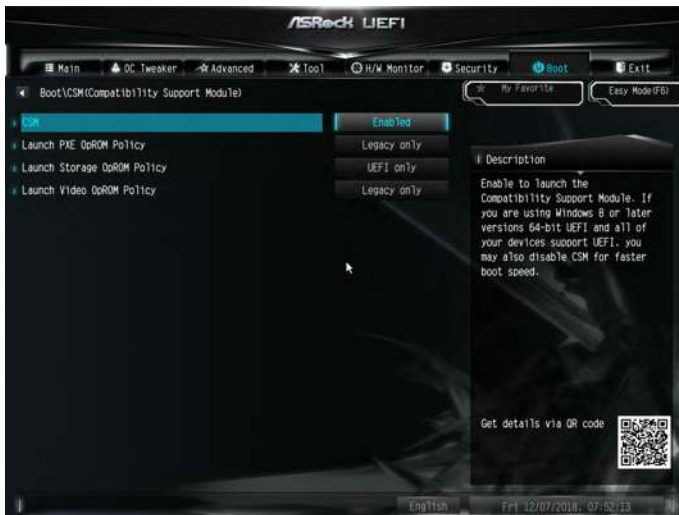 ASRock UEFI
Main
OC Tweaker
Advanced
Tool
H/W Monitor
Security
Boot
Exit
Boot\CSM(Compatibility Support Module)
My Favorite
Easy Mode(F6)
CSM
Enabled
Launch PXE OpROM Policy
Legacy only
Launch Storage OpROM Policy
UEFI only
Launch Video OpROM Policy
Legacy only
Description
Enable to launch the
Compatibility Support Module. If
you are using Windows 8 or later
versions 64-bit UEFI and all of
your devices support UEFI, you
may also disable CSM for faster
boot speed.
Get details via QR code
English
Fri 12/07/2018, 07:52:13